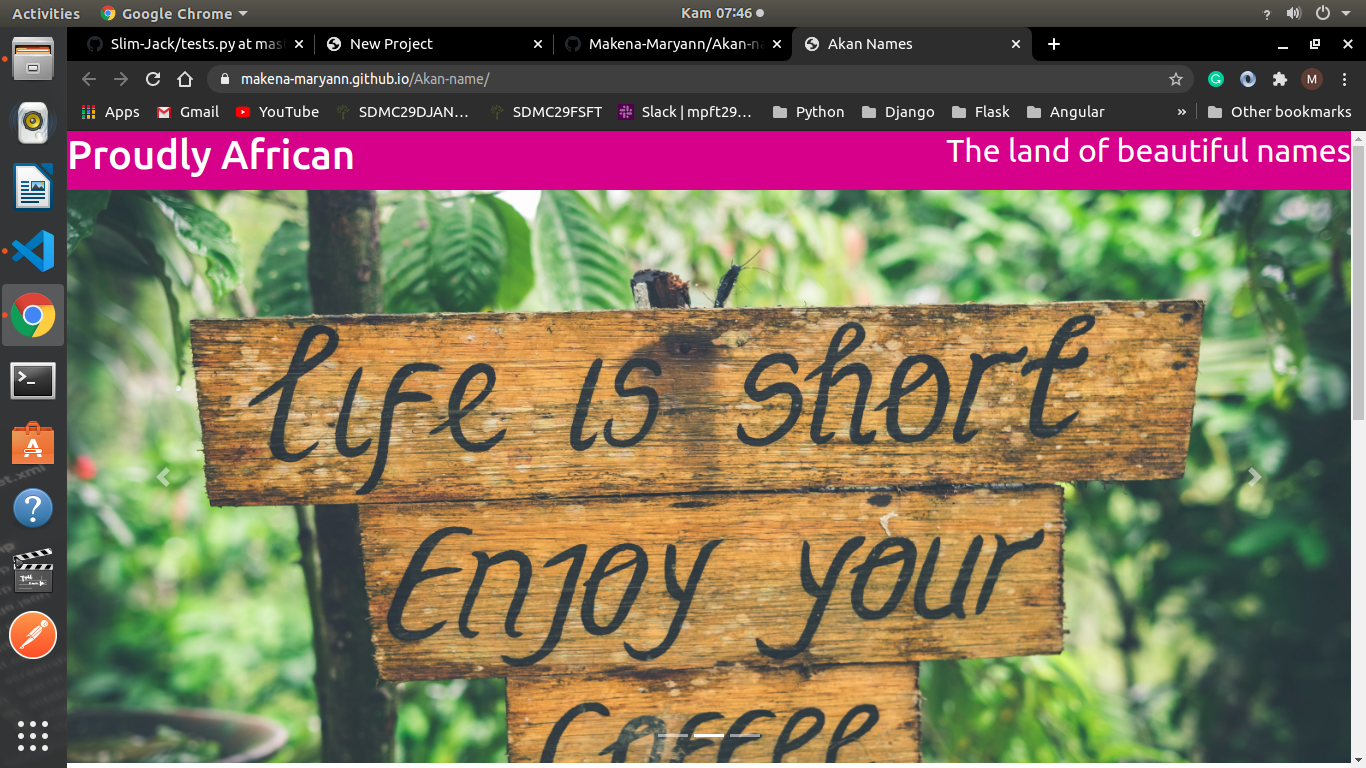 Activities
Google Chrome
Kam 07:46
?
Slim-Jack/tests.py at mas
New Project
Makena-Maryann/Akan-na
Akan Names
makena-maryann.github.io/Akan-name/
M
Apps
Gmail
YouTube
SDMC29DJAN…
SDMC29FSFT
Slack | mpft29…
Python
Django
Flask
Angular
»
Other bookmarks
Proudly African
The land of beautiful names
Life is short
Enjoy your
Coffee